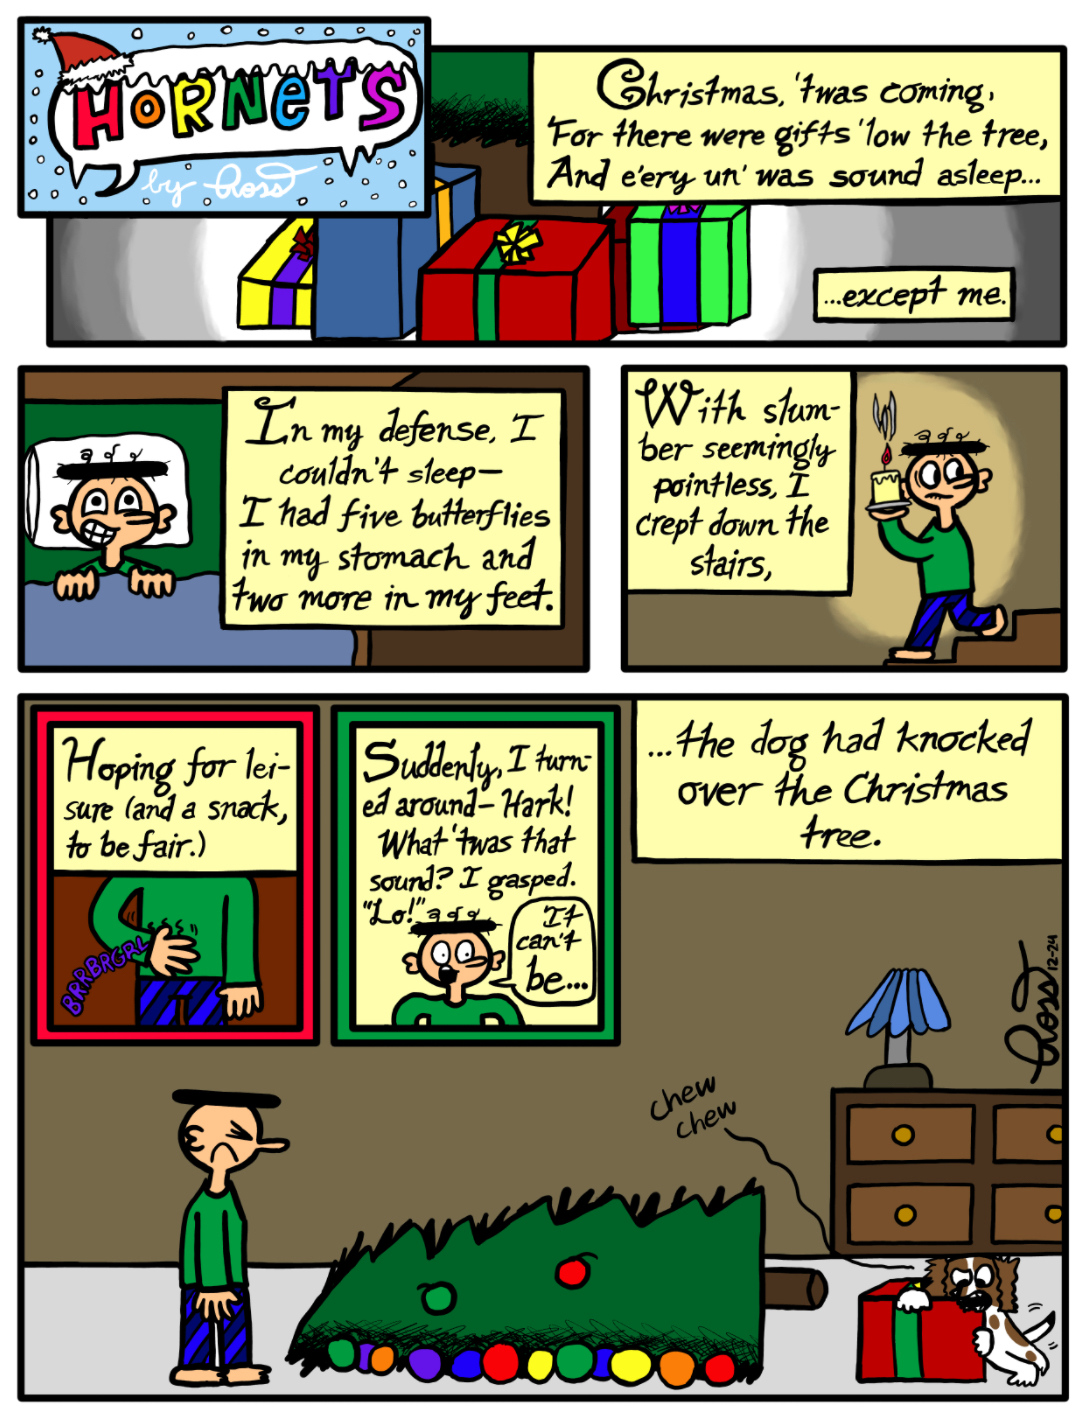 HORNETS
by Ross
Christmas, 'twas coming,
'For there were gifts 'low the tree,
And e'ery un' was sound asleep...
...except me.
In my defense, I
couldn't sleep—
I had five butterflies
in my stomach and
two more in my feet.
With slum-
ber seemingly
pointless, I
crept down the
stairs,
Hoping for lei-
sure (and a snack,
to be fair.)
BRRBRGRL
Suddenly, I turn-
ed around— Hark!
What 'twas that
sound? I gasped.
"Lo!"
It
can't
be...
...the dog had knocked
over the Christmas
tree.
chew
chew
Ross 12-24